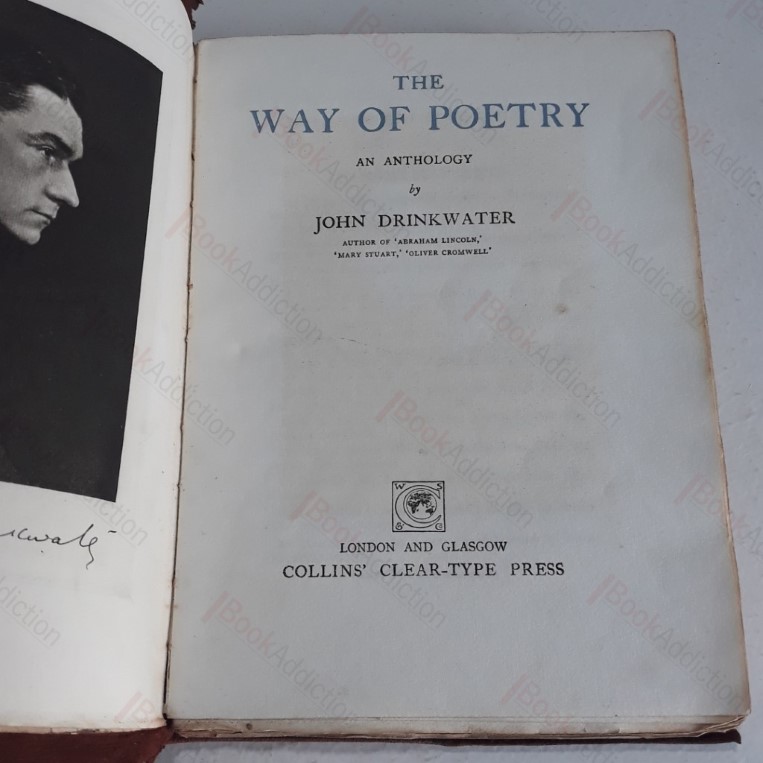 THE
WAY OF POETRY
AN ANTHOLOGY
by
JOHN DRINKWATER
AUTHOR OF 'ABRAHAM LINCOLN,'
'MARY STUART,' 'OLIVER CROMWELL'
W S
C
& C
LONDON AND GLASGOW
COLLINS' CLEAR-TYPE PRESS
BookAddiction